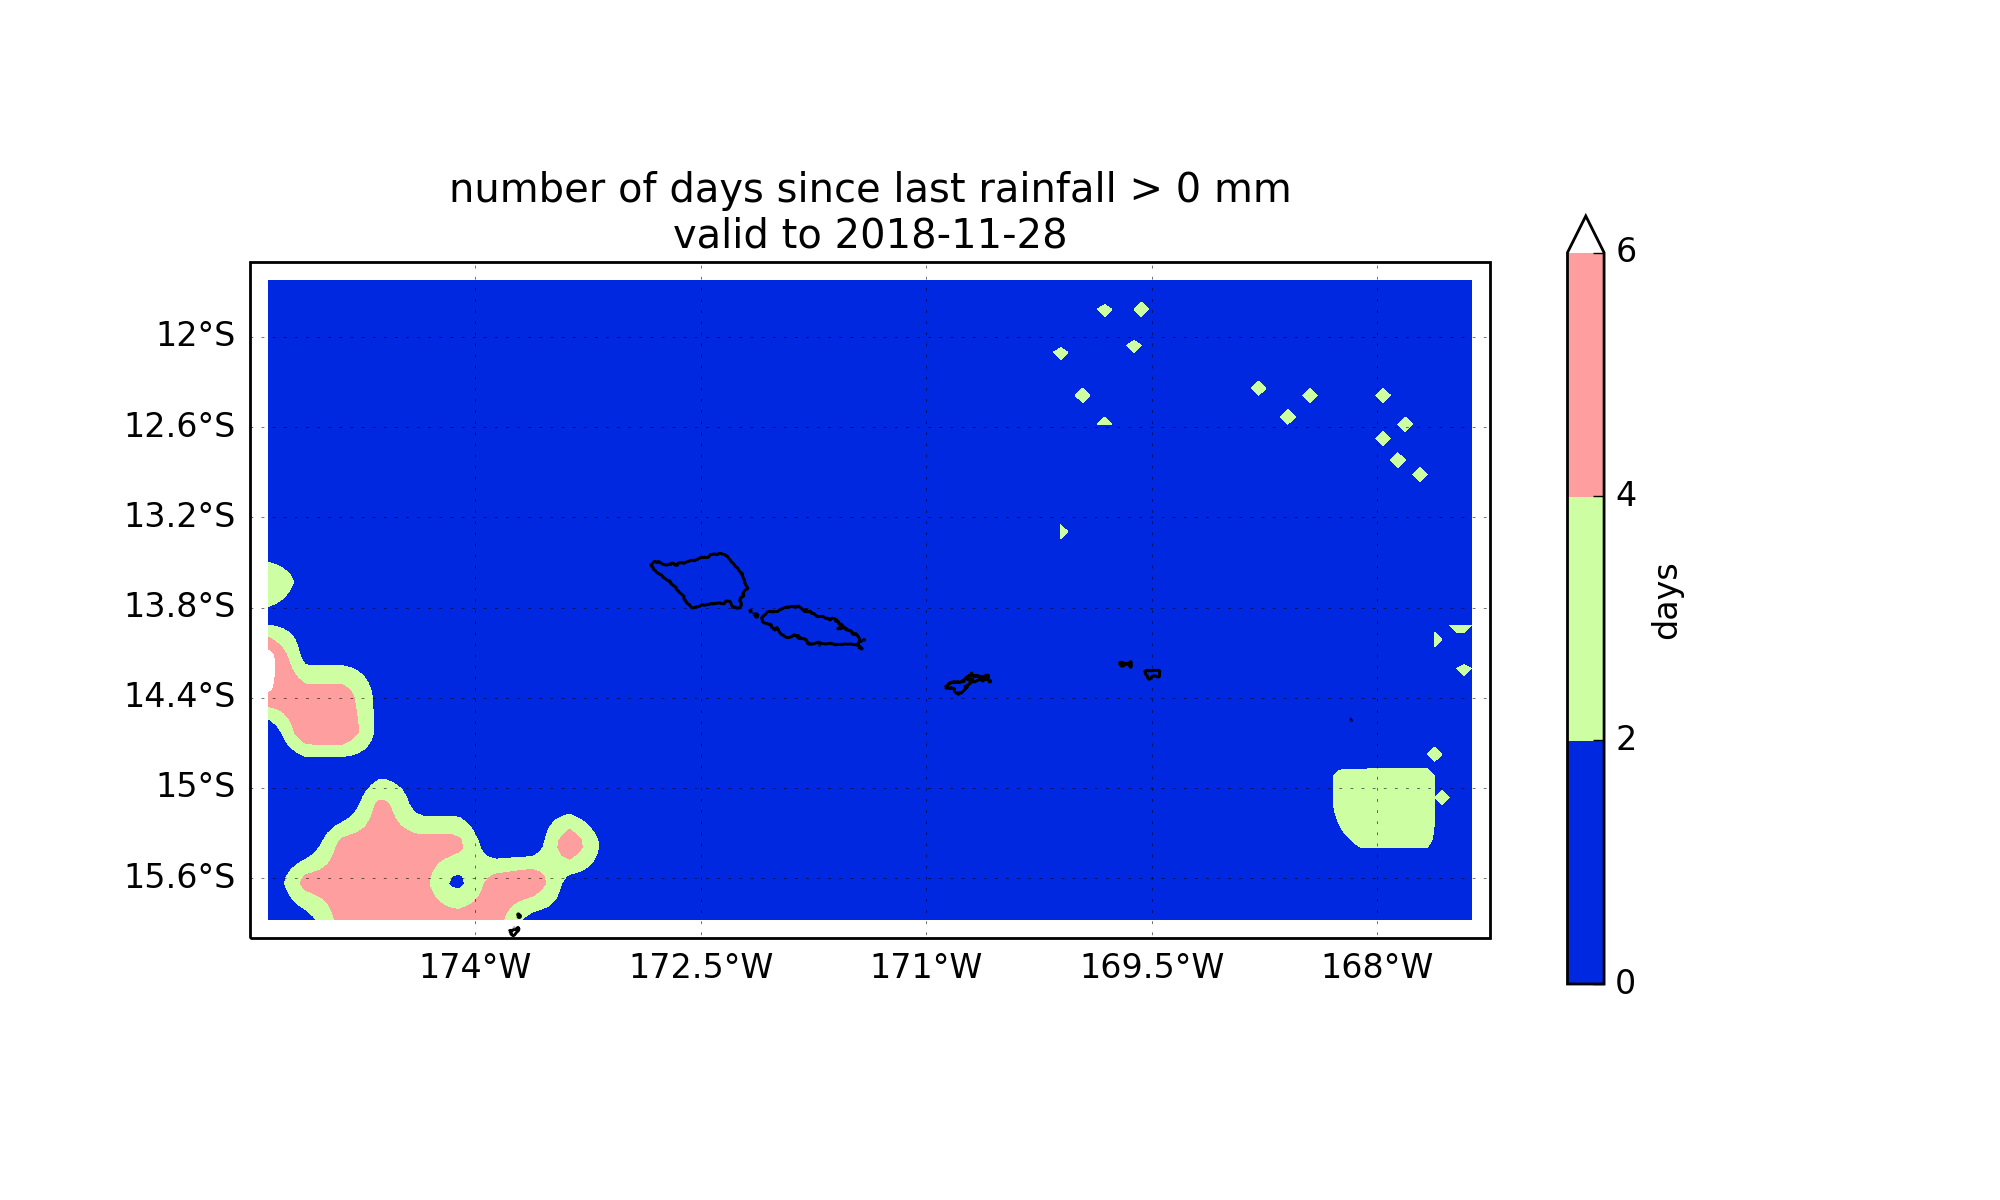 number of days since last rainfall > 0 mm
valid to 2018-11-28
12°S
12.6°S
13.2°S
13.8°S
14.4°S
15°S
15.6°S
174°W
172.5°W
171°W
169.5°W
168°W
6
4
2
0
days